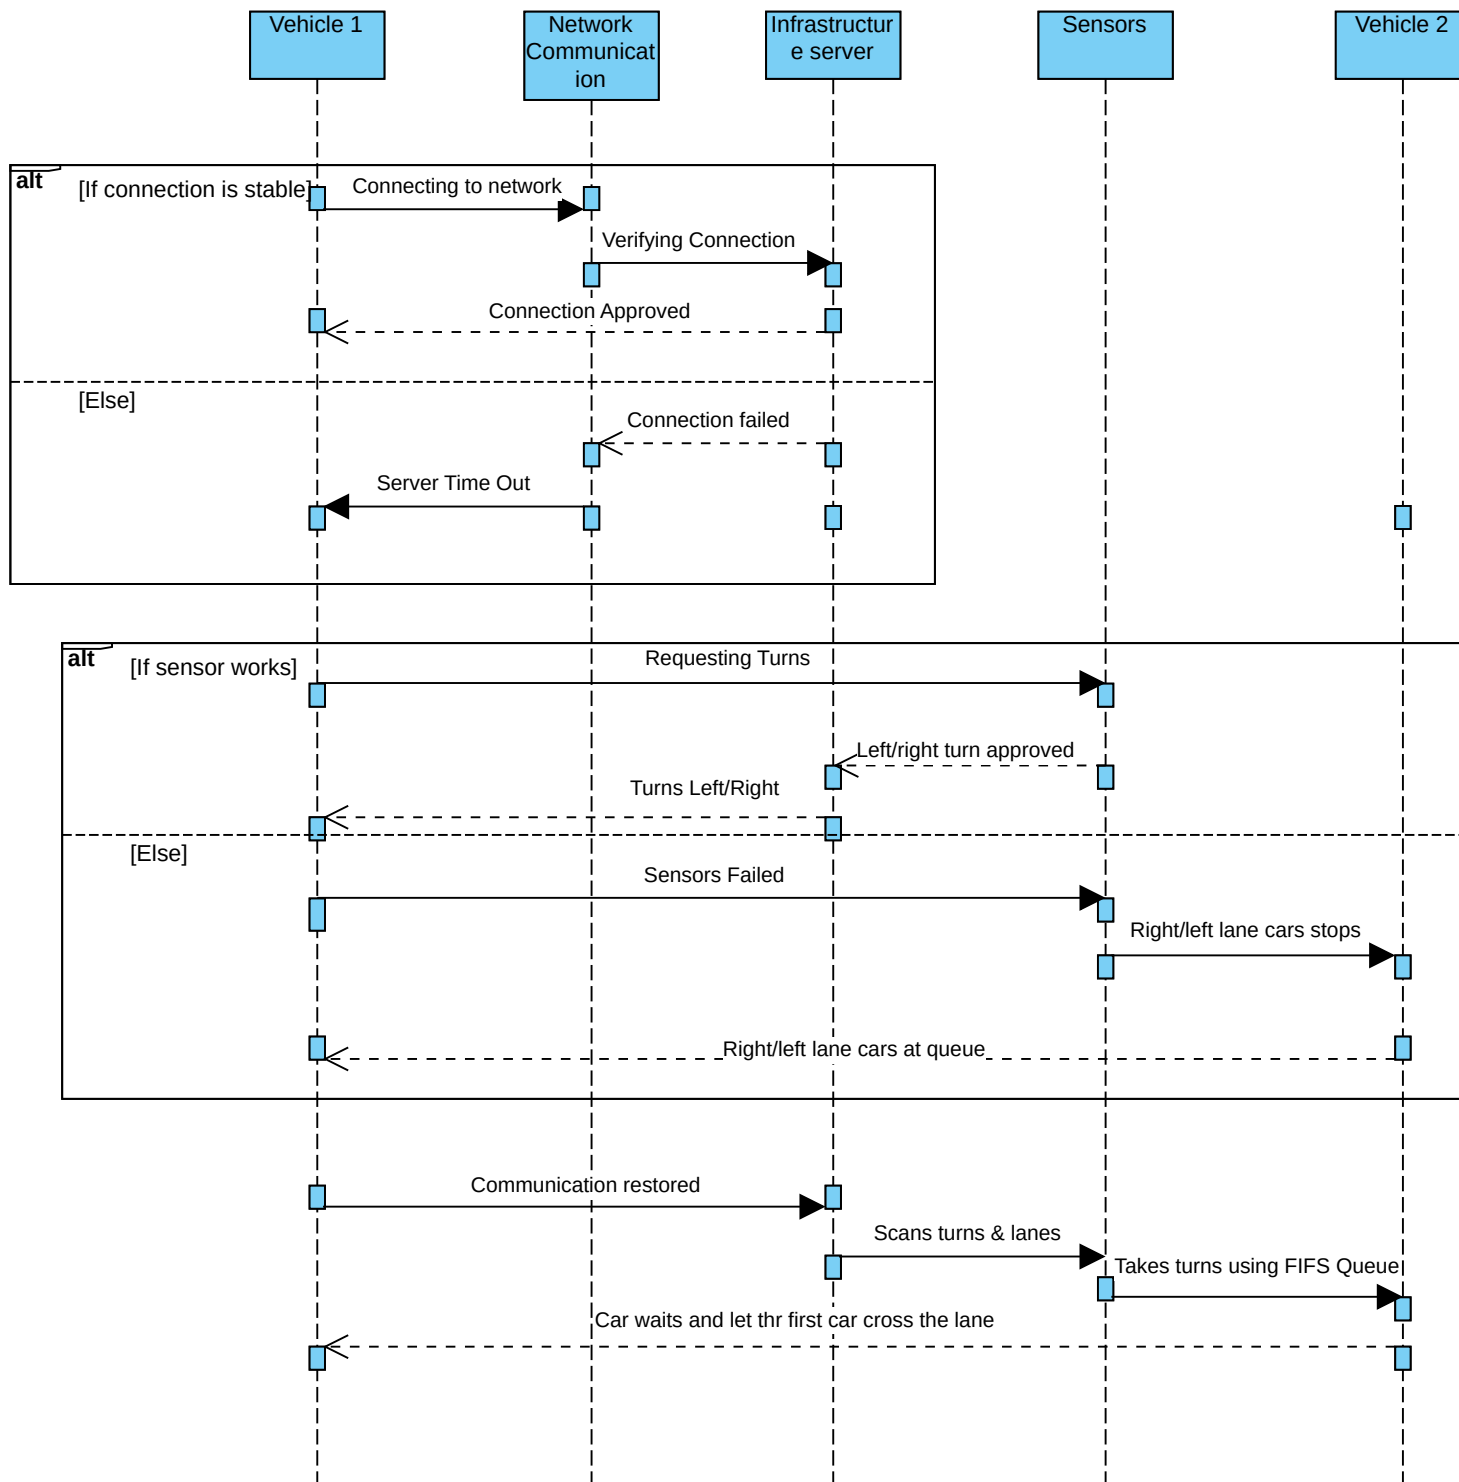 Vehicle 1
Network
Communicat
ion
Infrastructur
e server
Sensors
Vehicle 2
alt
[If connection is stable]
Connecting to network
Verifying Connection
Connection Approved
[Else]
Connection failed
Server Time Out
alt
[If sensor works]
Requesting Turns
Left/right turn approved
Turns Left/Right
[Else]
Sensors Failed
Right/left lane cars stops
Right/left lane cars at queue
Communication restored
Scans turns & lanes
Takes turns using FIFS Queue
Car waits and let thr first car cross the lane